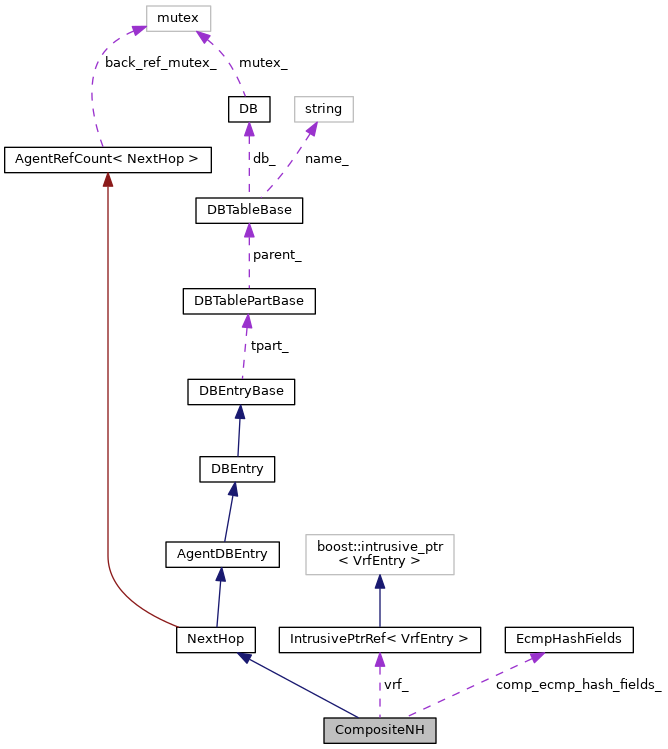 mutex
back_ref_mutex_
mutex_
DB
string
AgentRefCount< NextHop >
db_
name_
DBTableBase
parent_
DBTablePartBase
tpart_
DBEntryBase
DBEntry
AgentDBEntry
boost::intrusive_ptr
< VrfEntry >
NextHop
IntrusivePtrRef< VrfEntry >
EcmpHashFields
vrf_
comp_ecmp_hash_fields_
CompositeNH